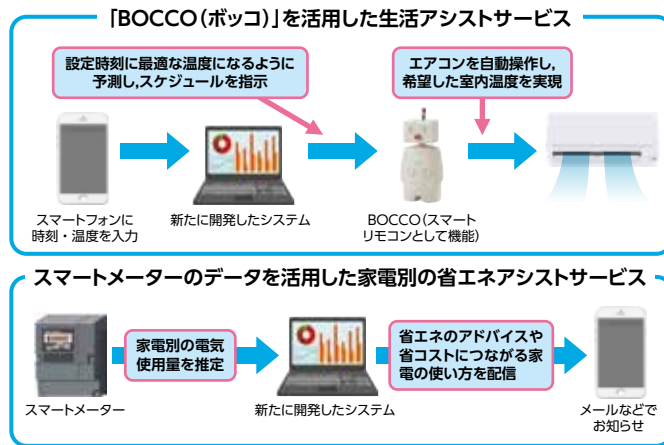 「BOCCO(ボッコ)」を活用した生活アシストサービス
設定時刻に最適な温度になるように
予測し,スケジュールを指示
エアコンを自動操作し,
希望した室内温度を実現
スマートフォンに
時刻・温度を入力
新たに開発したシステム
BOCCO(スマート
リモコンとして機能)
スマートメーターのデータを活用した家電別の省エネアシストサービス
家電別の電気
使用量を推定
省エネのアドバイスや
省コストにつながる家
電の使い方を配信
スマートメーター
新たに開発したシステム
メールなどで
お知らせ